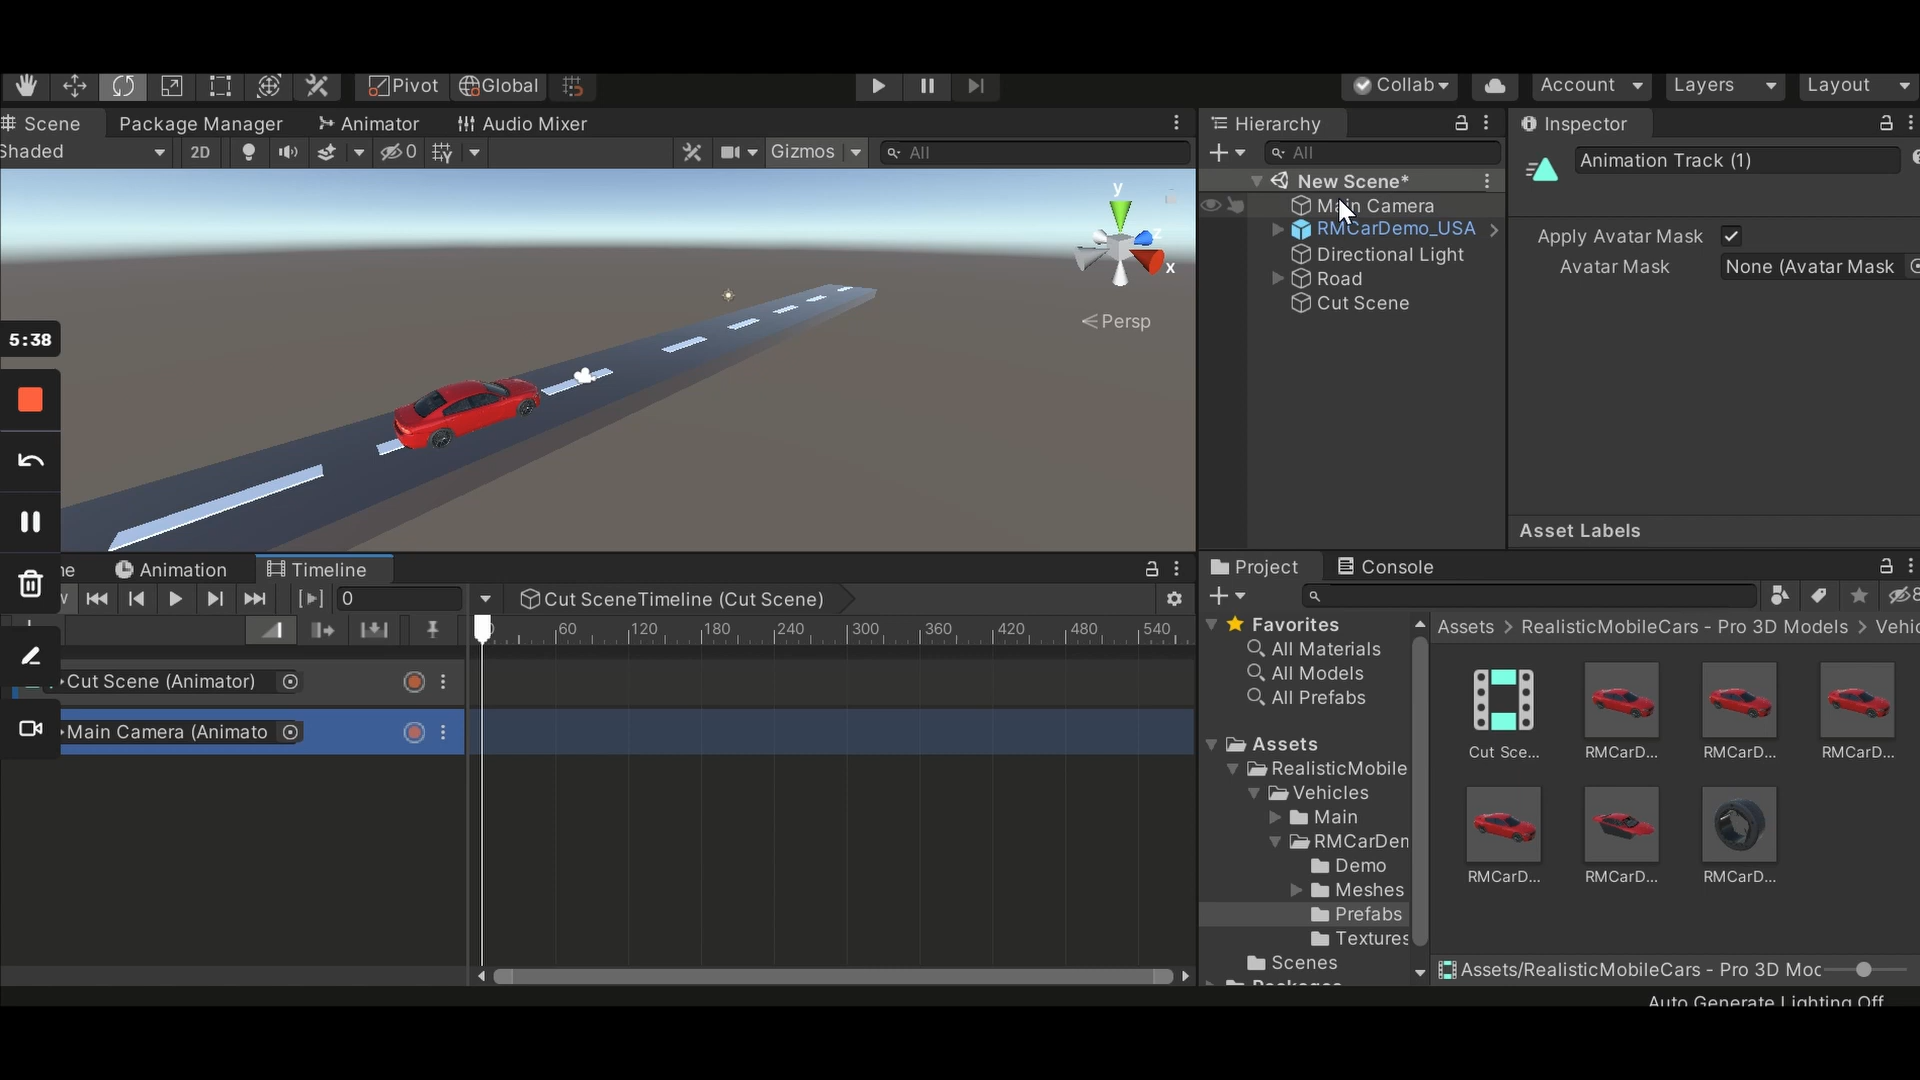 Pivot Global Collab Account Layers Layout
Scene Package Manager Animator Audio Mixer
Shaded 2D 0 Gizmos All
y
z
x
Persp
5:38
Hierarchy
All
New Scene*
Main Camera
RMCarDemo_USA
Directional Light
Road
Cut Scene
Inspector
Animation Track (1)
Apply Avatar Mask
Avatar Mask None (Avatar Mask
Asset Labels
me Animation Timeline
0 Cut SceneTimeline (Cut Scene)
60 120 180 240 300 360 420 480 540
Cut Scene (Animator)
Main Camera (Animato
Project Console
8
Favorites
All Materials
All Models
All Prefabs
Assets
RealisticMobile
Vehicles
Main
RMCarDem
Demo
Meshes
Prefabs
Textures
Scenes
Packages
Assets > RealisticMobileCars - Pro 3D Models > Vehic
Cut Sce... RMCarD... RMCarD... RMCarD...
RMCarD... RMCarD... RMCarD...
Assets/RealisticMobileCars - Pro 3D Moc
Auto Generate Lighting Off